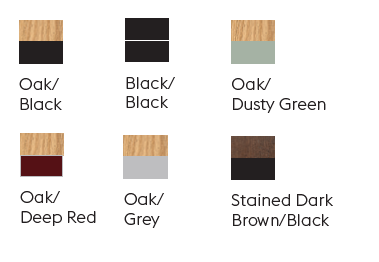 Oak/
Black
Black/
Black
Oak/
Dusty Green
Oak/
Deep Red
Oak/
Grey
Stained Dark
Brown/Black